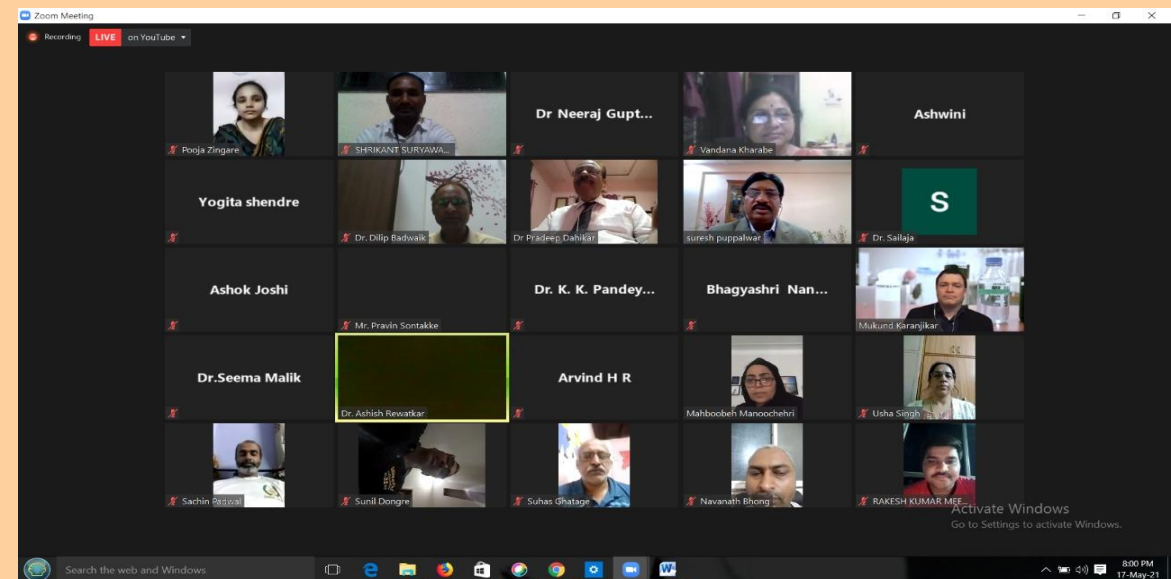 Zoom Meeting
Recording LIVE on YouTube
Pooja Zingare
SHRIKANT SURYAWA...
Dr Neeraj Gupt...
Vandana Kharabe
Ashwini
Yogita shendre
Dr. Dilip Badwaik
Dr Pradeep Dahikar
suresh puppalwar
S
Dr. Sailaja
Ashok Joshi
Mr. Pravin Sontakke
Dr. K. K. Pandey...
Bhagyashri Nan...
Mukund Karanjikar
Dr.Seema Malik
Dr. Ashish Rewatkar
Arvind H R
Mahboobeh Manoochehri
Usha Singh
Sachin Padwal
Sunil Dongre
Suhas Ghatage
Navanath Bhong
RAKESH KUMAR MEE...
Activate Windows
Go to Settings to activate Windows.
Search the web and Windows
8:00 PM
17-May-21